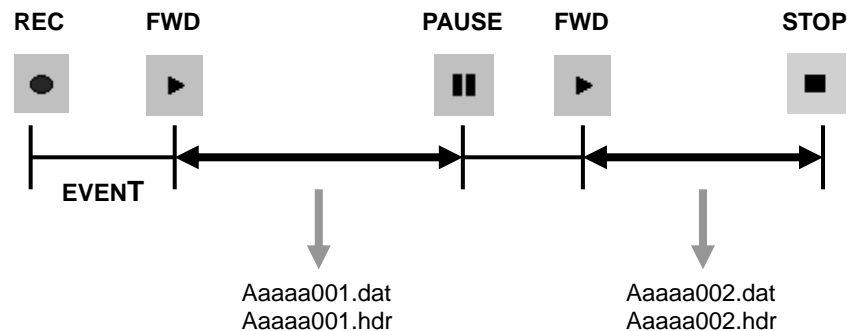 REC FWD PAUSE FWD STOP
EVENT
Aaaaa001.dat Aaaaa002.dat
Aaaaa001.hdr Aaaaa002.hdr